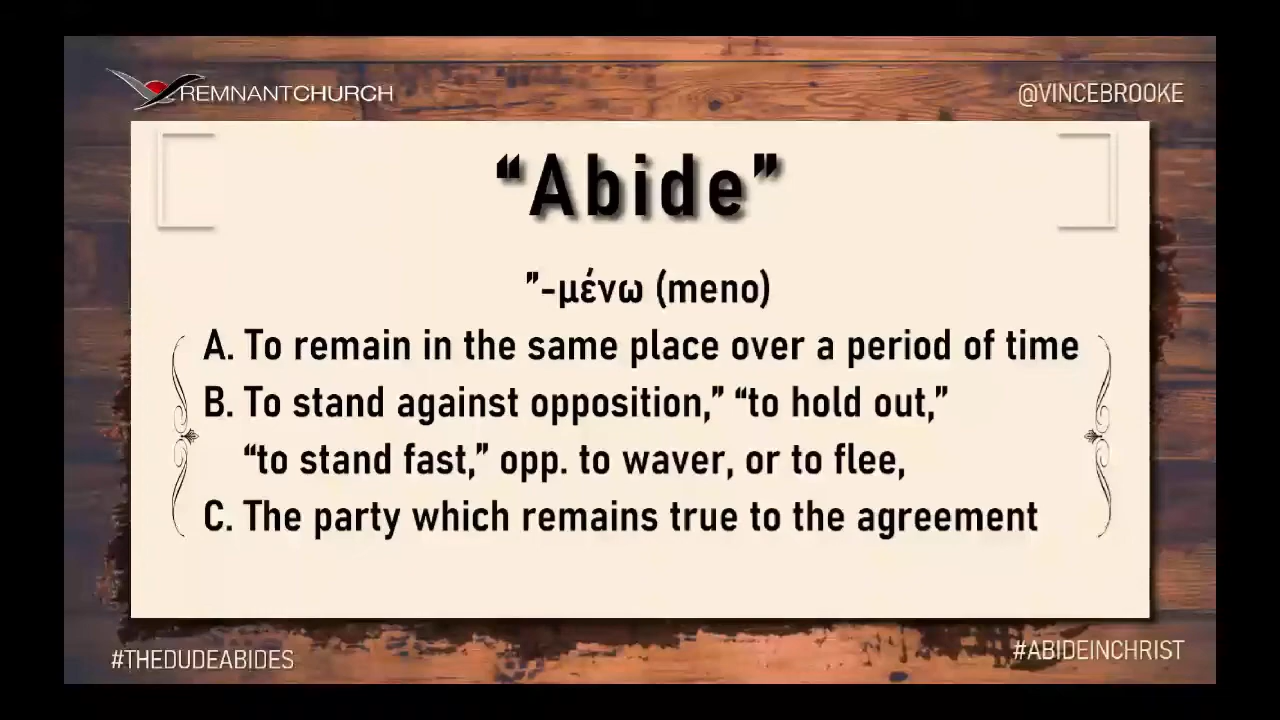 REMNANTCHURCH
@VINCEBROOKE
“Abide”
”-μένω (meno)
A. To remain in the same place over a period of time
B. To stand against opposition,” “to hold out,”
“to stand fast,” opp. to waver, or to flee,
C. The party which remains true to the agreement
#THEDUDEABIDES
#ABIDEINCHRIST